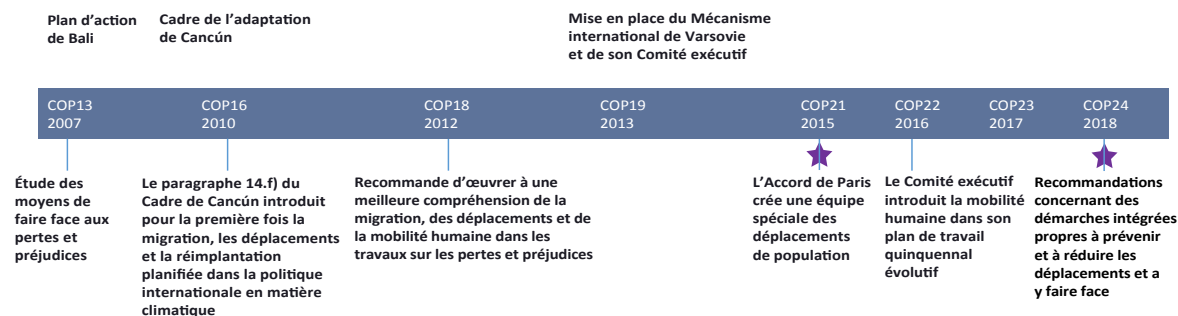 Plan d’action
de Bali
Cadre de l’adaptation
de Cancún
Mise en place du Mécanisme
international de Varsovie
et de son Comité exécutif
COP13
2007
COP16
2010
COP18
2012
COP19
2013
COP21
2015
COP22
2016
COP23
2017
COP24
2018
Étude des
moyens de
faire face aux
pertes et
préjudices
Le paragraphe 14.f) du
Cadre de Cancún introduit
pour la première fois la
migration, les déplacements
et la réimplantation
planifiée dans la politique
internationale en matière
climatique
Recommande d’œuvrer à une
meilleure compréhension de la
migration, des déplacements et de
la mobilité humaine dans les
travaux sur les pertes et préjudices
L’Accord de Paris
crée une équipe
spéciale des
déplacements
de population
Le Comité exécutif
introduit la mobilité
humaine dans son
plan de travail
quinquennal
évolutif
Recommandations
concernant des
démarches intégrées
propres à prévenir
et à réduire les
déplacements et a
y faire face